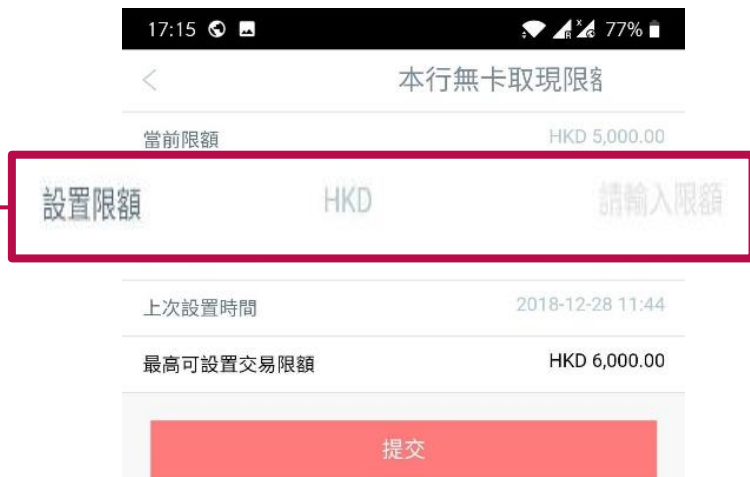 17:15 77%
本行無卡取現限額
當前限額 HKD 5,000.00
設置限額 HKD 請輸入限額
上次設置時間 2018-12-28 11:44
最高可設置交易限額 HKD 6,000.00
提交